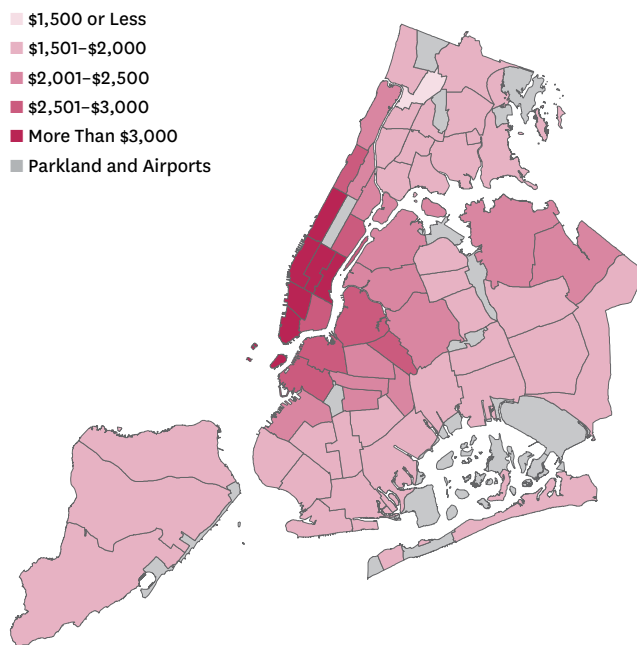 $1,500 or Less
$1,501–$2,000
$2,001–$2,500
$2,501–$3,000
More Than $3,000
Parkland and Airports